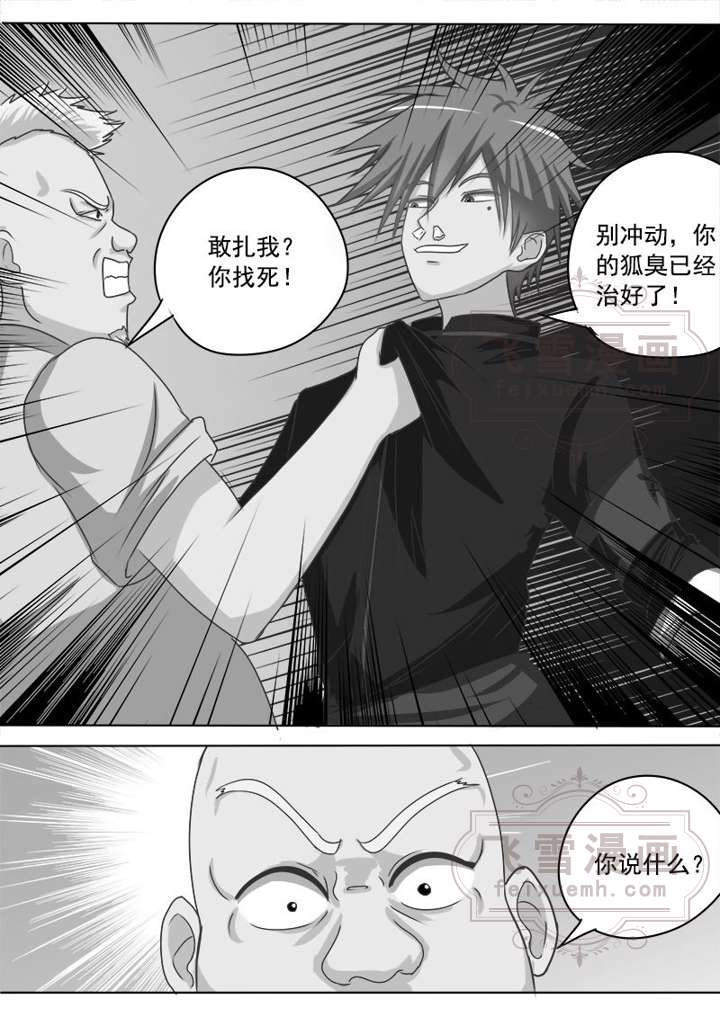 敢扎我？
你找死！
别冲动，你
的狐臭已经
治好了！
飞雪漫画
feixuemh.com
你说什么？
飞雪漫画
feixuemh.com